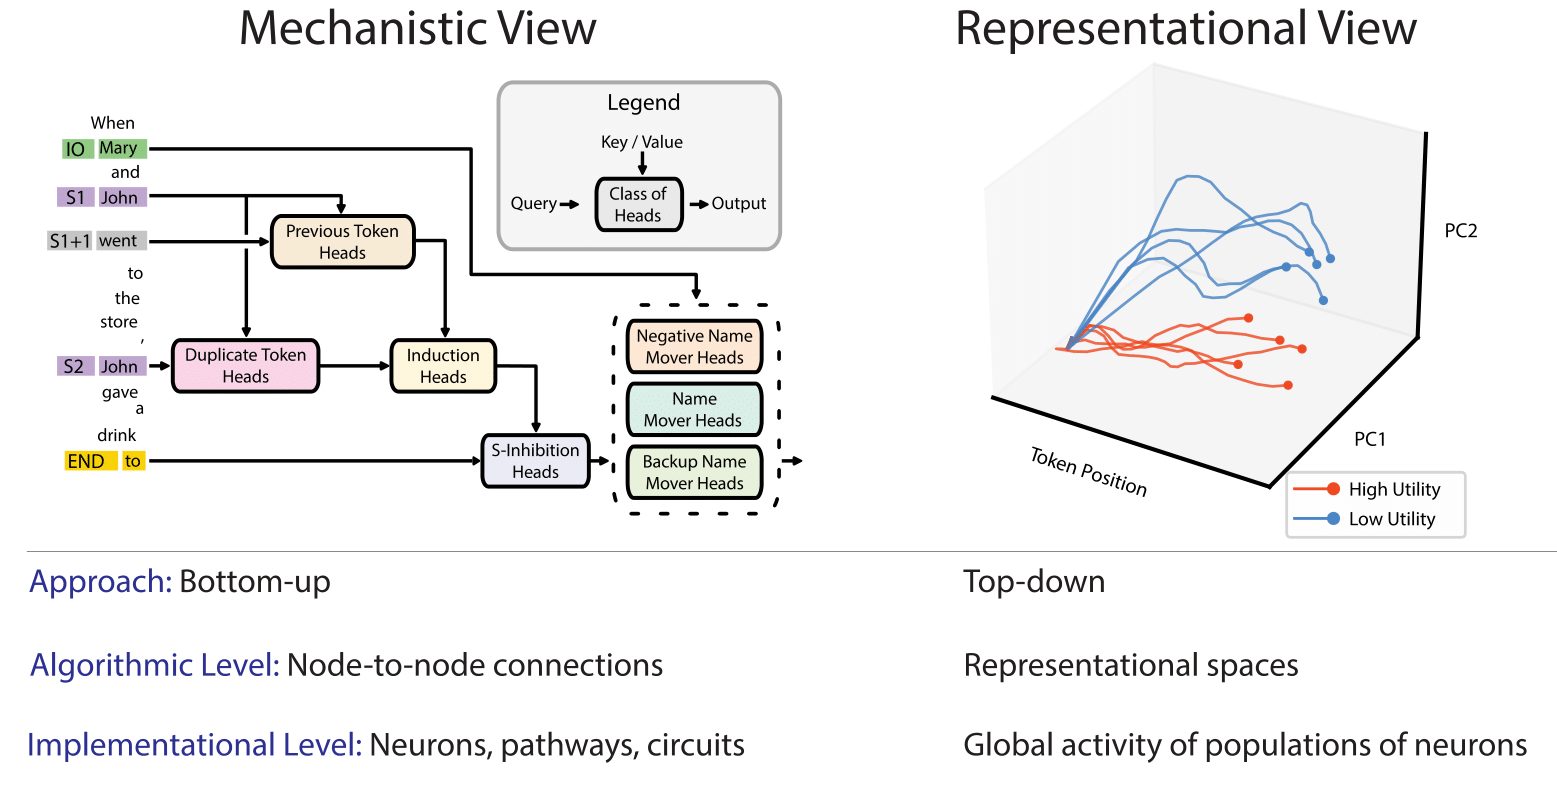 Mechanistic View
Representational View
Legend
Key / Value
Query
Class of
Heads
Output
When
IO Mary
and
S1 John
S1+1 went
to
the
store
,
S2 John
gave
a
drink
END to
Previous Token
Heads
Duplicate Token
Heads
Induction
Heads
S-Inhibition
Heads
Negative Name
Mover Heads
Name
Mover Heads
Backup Name
Mover Heads
PC2
PC1
Token Position
High Utility
Low Utility
Approach: Bottom-up
Top-down
Algorithmic Level: Node-to-node connections
Representational spaces
Implementational Level: Neurons, pathways, circuits
Global activity of populations of neurons